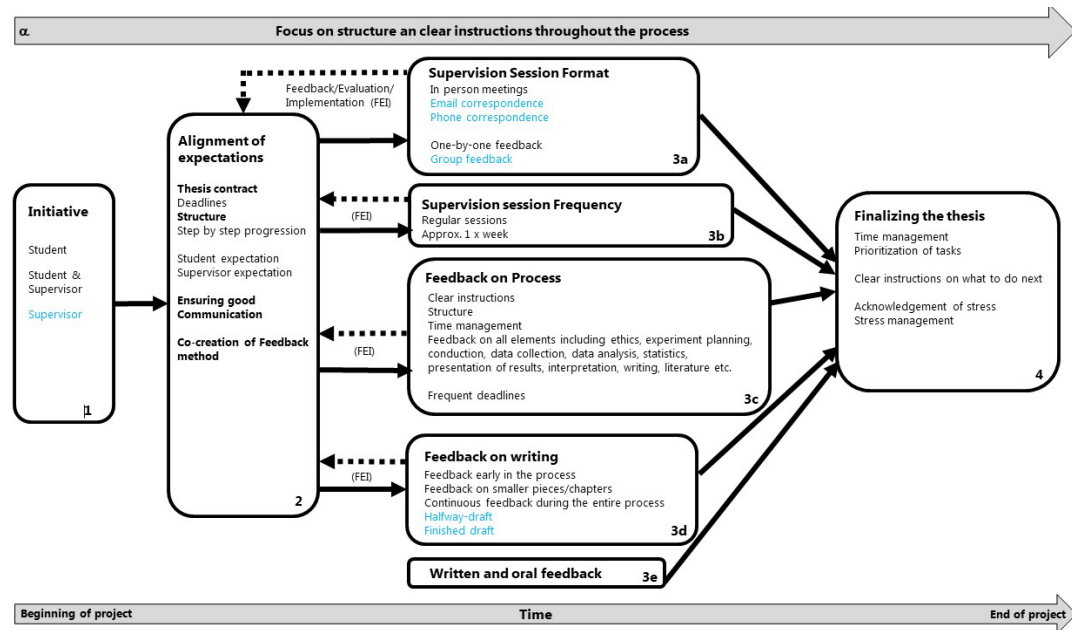 α
Focus on structure an clear instructions throughout the process
Initiative
Student
Student &
Supervisor
Supervisor
1
Alignment of
expectations
Thesis contract
Deadlines
Structure
Step by step progression
Student expectation
Supervisor expectation
Ensuring good
Communication
Co-creation of Feedback
method
2
Feedback/Evaluation/
Implementation (FEI)
(FEI)
(FEI)
(FEI)
Supervision Session Format
In person meetings
Email correspondence
Phone correspondence
One-by-one feedback
Group feedback
3a
Supervision session Frequency
Regular sessions
Approx. 1 x week
3b
Feedback on Process
Clear instructions
Structure
Time management
Feedback on all elements including ethics, experiment planning,
conduction, data collection, data analysis, statistics,
presentation of results, interpretation, writing, literature etc.
Frequent deadlines
3c
Feedback on writing
Feedback early in the process
Feedback on smaller pieces/chapters
Continuous feedback during the entire process
Halfway-draft
Finished draft
3d
Written and oral feedback
3e
Finalizing the thesis
Time management
Prioritization of tasks
Clear instructions on what to do next
Acknowledgement of stress
Stress management
4
Beginning of project
Time
End of project